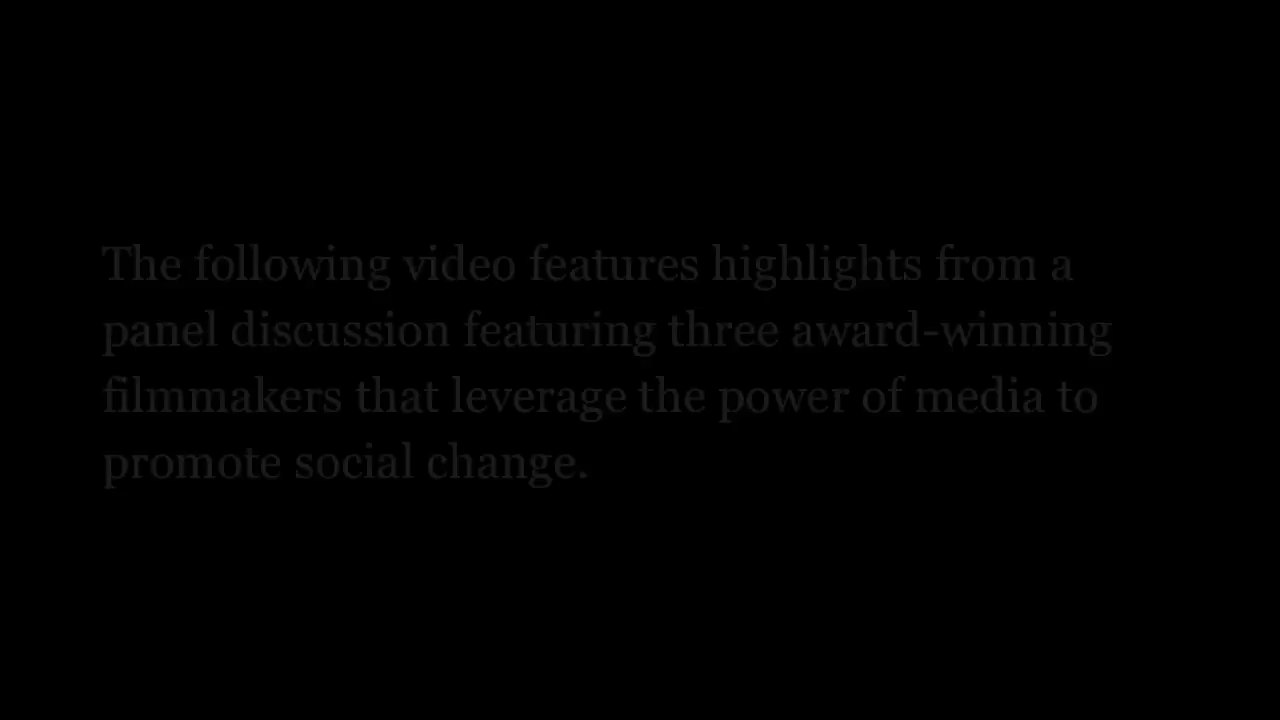 The following video features highlights from a
panel discussion featuring three award-winning
filmmakers that leverage the power of media to
promote social change.